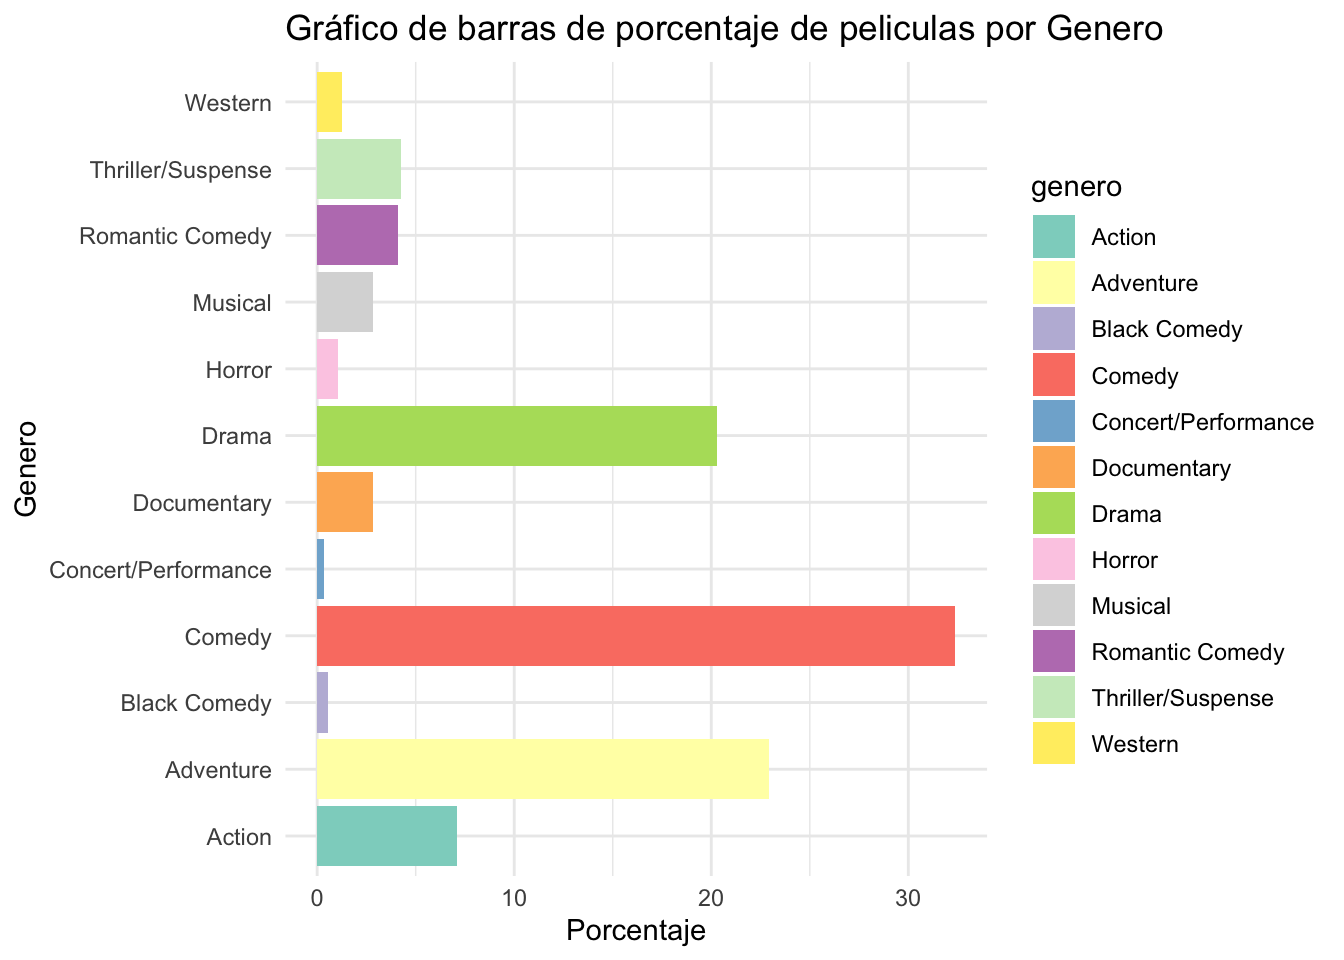 Gráfico de barras de porcentaje de peliculas por Genero
Western
Thriller/Suspense
Romantic Comedy
Musical
Horror
Drama
Documentary
Concert/Performance
Comedy
Black Comedy
Adventure
Action
Genero
0 10 20 30
Porcentaje
genero
Action
Adventure
Black Comedy
Comedy
Concert/Performance
Documentary
Drama
Horror
Musical
Romantic Comedy
Thriller/Suspense
Western